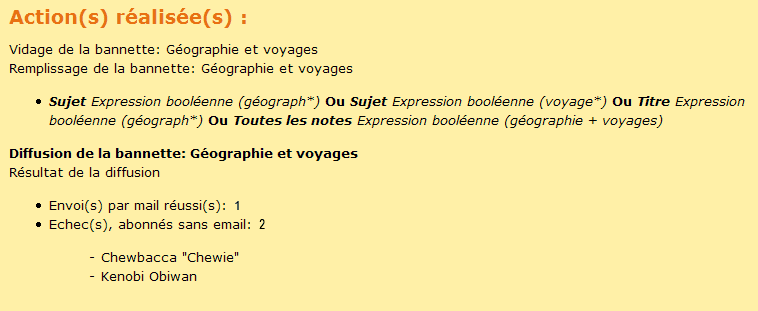 Action(s) réalisée(s) :
Vidage de la bannette: Géographie et voyages
Remplissage de la bannette: Géographie et voyages
• Sujet Expression booléenne (géograph*) Ou Sujet Expression booléenne (voyage*) Ou Titre Expression
booléenne (géograph*) Ou Toutes les notes Expression booléenne (géographie + voyages)
Diffusion de la bannette: Géographie et voyages
Résultat de la diffusion
• Envoi(s) par mail réussi(s): 1
• Echec(s), abonnés sans email: 2
- Chewbacca "Chewie"
- Kenobi Obiwan